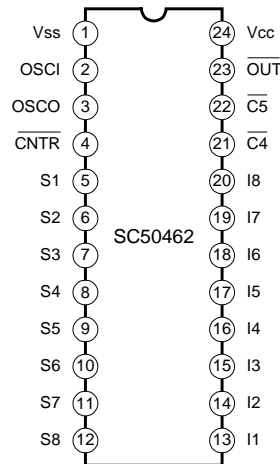 Vss 1 24 Vcc
OSCI 2 23 OUT
OSCO 3 22 C5
CNTR 4 21 C4
S1 5 20 I8
S2 6 19 I7
S3 7 18 I6
SC50462
S4 8 17 I5
S5 9 16 I4
S6 10 15 I3
S7 11 14 I2
S8 12 13 I1